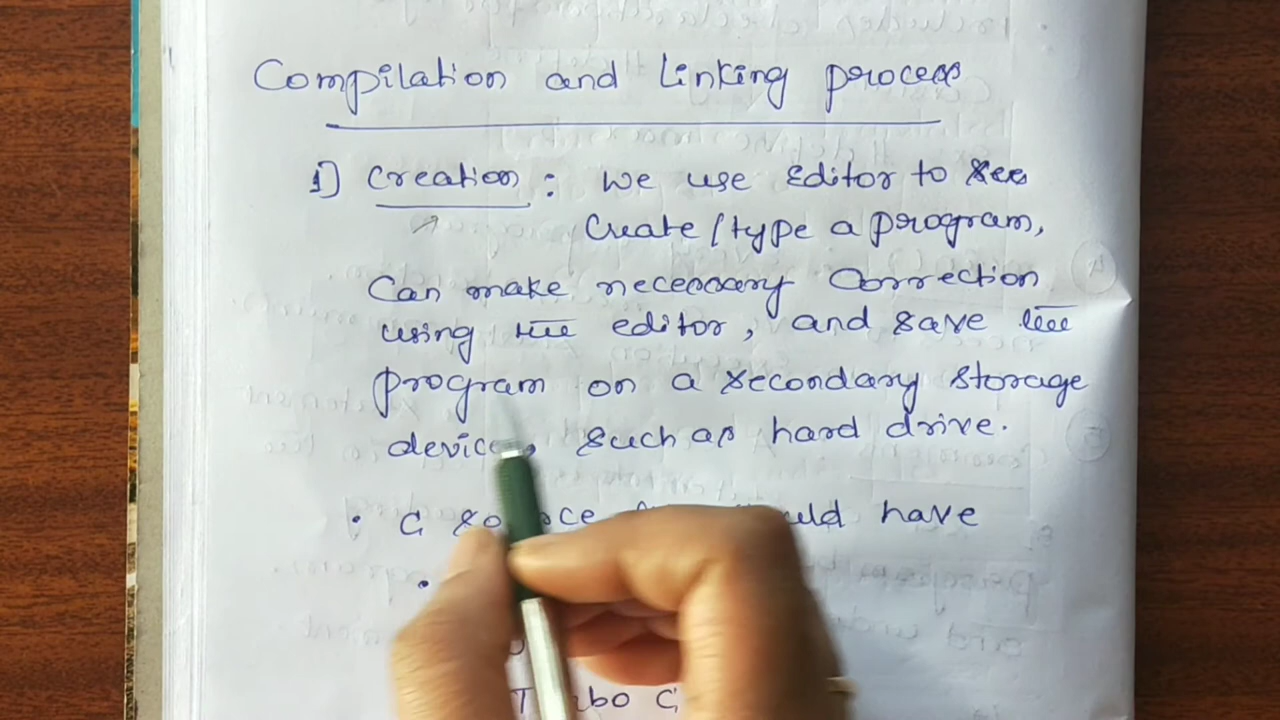 Compilation and Linking process
1) Creation : We use Editor to
Create/type a program,
Can make necessary Correction
using the editor, and save the
program on a secondary storage
device, such as hard drive.
• C have
•
Turbo C